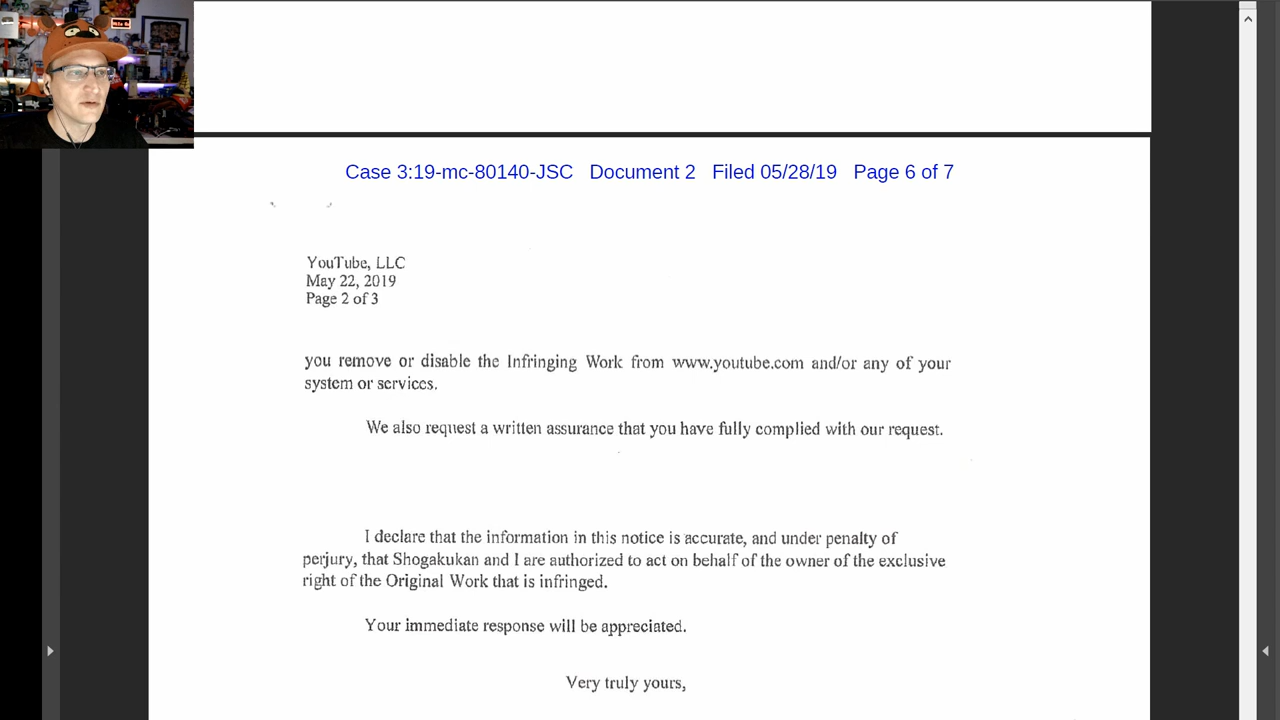 Case 3:19-mc-80140-JSC Document 2 Filed 05/28/19 Page 6 of 7
YouTube, LLC
May 22, 2019
Page 2 of 3
you remove or disable the Infringing Work from www.youtube.com and/or any of your
system or services.
We also request a written assurance that you have fully complied with our request.
I declare that the information in this notice is accurate, and under penalty of
perjury, that Shogakukan and I are authorized to act on behalf of the owner of the exclusive
right of the Original Work that is infringed.
Your immediate response will be appreciated.
Very truly yours,